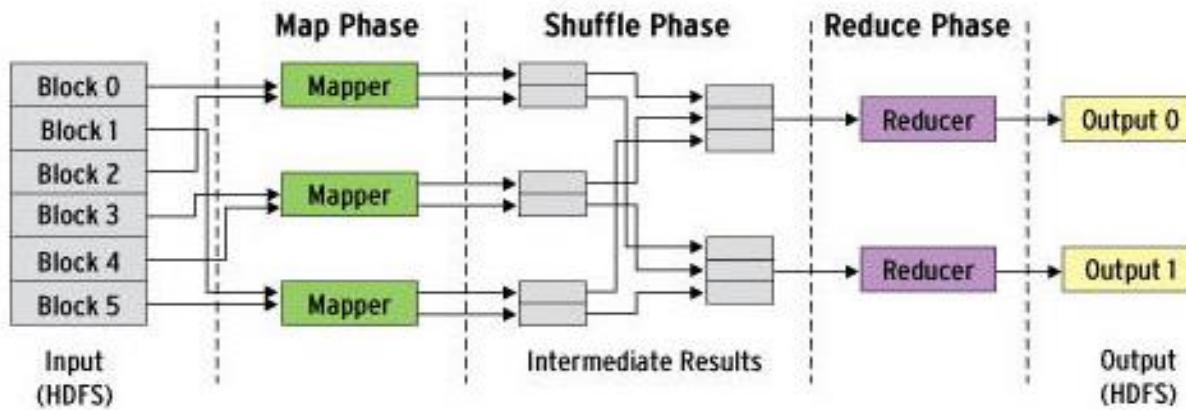 Map Phase
Shuffle Phase
Reduce Phase
Block 0
Block 1
Block 2
Block 3
Block 4
Block 5
Mapper
Mapper
Mapper
Reducer
Reducer
Output 0
Output 1
Input
(HDFS)
Intermediate Results
Output
(HDFS)